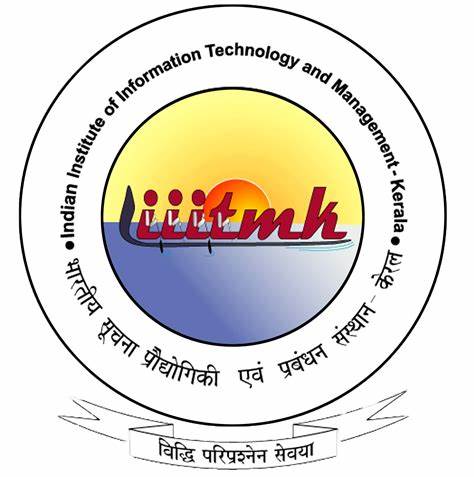 • Indian Institute of Information Technology and Management - Kerala •
iiitmk
भारतीय सूचना प्रौद्योगिकी एवं प्रबंधन संस्थान - केरल
विद्धि परिप्रश्नेन सेवया